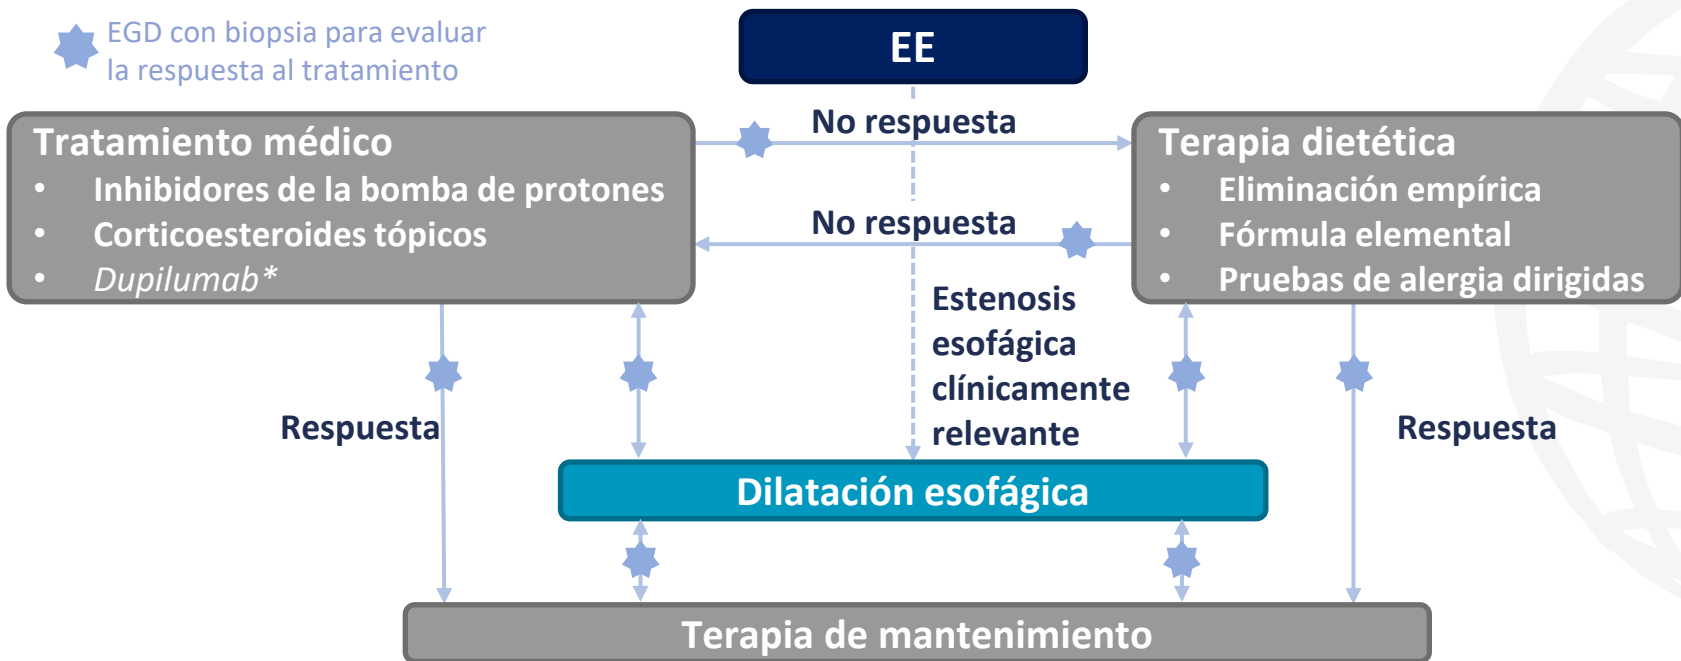 EGD con biopsia para evaluar
la respuesta al tratamiento
EE
Tratamiento médico
• Inhibidores de la bomba de protones
• Corticoesteroides tópicos
• Dupilumab*
No respuesta
No respuesta
Terapia dietética
• Eliminación empírica
• Fórmula elemental
• Pruebas de alergia dirigidas
Estenosis
esofágica
clínicamente
relevante
Respuesta
Respuesta
Dilatación esofágica
Terapia de mantenimiento